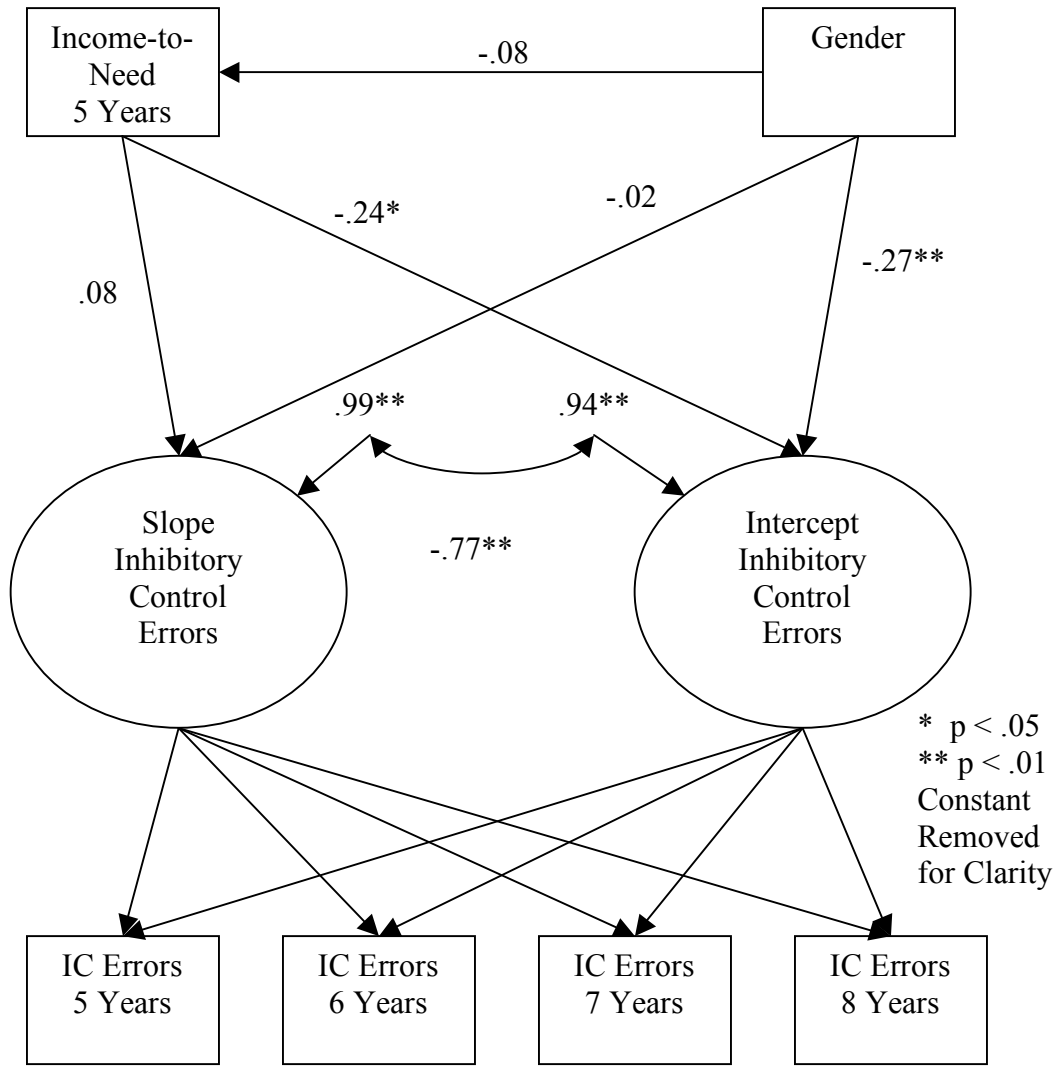 Income-to-
Need
5 Years
-.08
Gender
-.24*
-.02
-.27**
.08
.99**
.94**
Slope
Inhibitory
Control
Errors
-.77**
Intercept
Inhibitory
Control
Errors
* p < .05
** p < .01
Constant
Removed
for Clarity
IC Errors
5 Years
IC Errors
6 Years
IC Errors
7 Years
IC Errors
8 Years